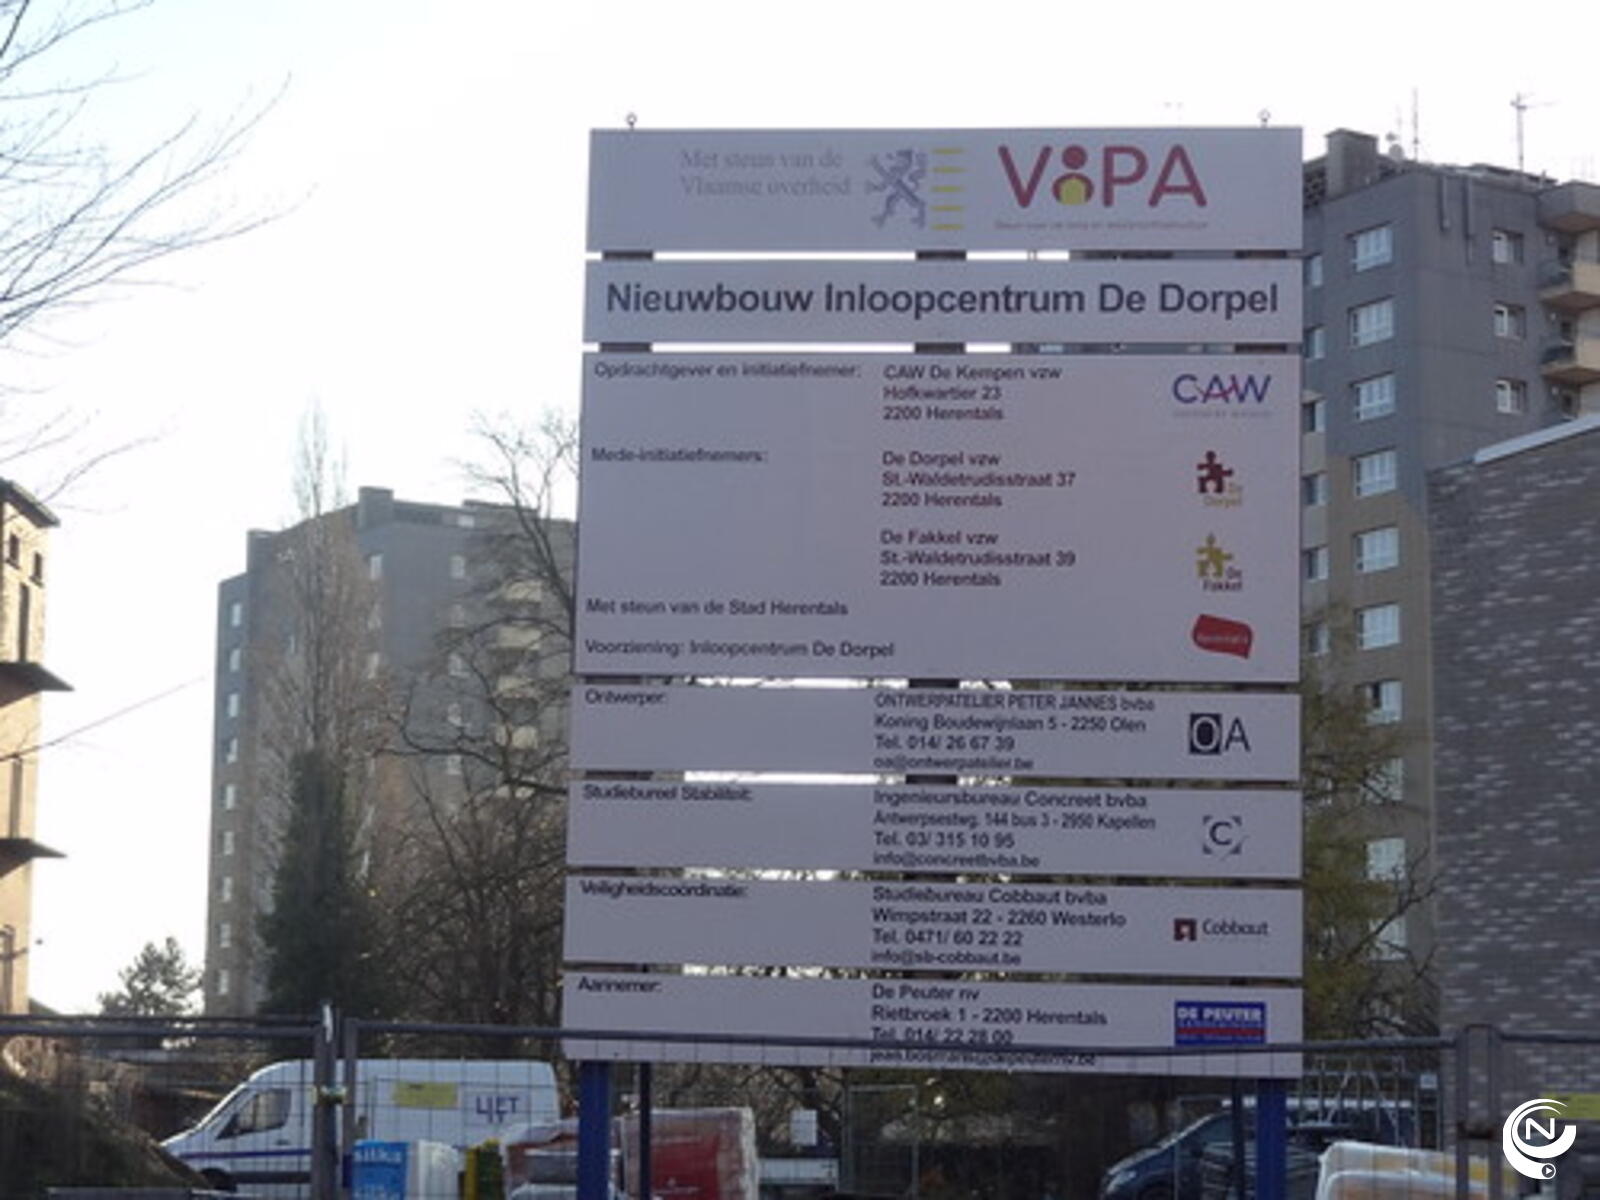 Met steun van de
Vlaamse overheid
VIPA
Nieuwbouw Inloopcentrum De Dorpel
Opdrachtgever en initiatiefnemer:
CAW De Kempen vzw
Hofkwartier 23
2200 Herentals
CAW
Mede-initiatiefnemers:
De Dorpel vzw
St.-Waldetrudisstraat 37
2200 Herentals
De
Dorpel
De Fakkel vzw
St.-Waldetrudisstraat 39
2200 Herentals
De
Fakkel
Met steun van de Stad Herentals
Herentals
Voorziening: Inloopcentrum De Dorpel
Ontwerper:
ONTWERPATELIER PETER JANNES bvba
Koning Boudewijnlaan 5 - 2250 Olen
Tel. 014/ 26 67 39
oa@ontwerpatelier.be
OA
Studiebureel Stabiliteit:
Ingenieursbureau Concreet bvba
Antwerpsestwg. 144 bus 3 - 2950 Kapellen
Tel. 03/ 315 10 95
info@concreetbvba.be
C
Veiligheidscoördinatie:
Studiebureau Cobbaut bvba
Wimpstraat 22 - 2260 Westerlo
Tel. 0471/ 60 22 22
info@sb-cobbaut.be
Cobbaut
Aannemer:
De Peuter nv
Rietbroek 1 - 2200 Herentals
Tel. 014/ 22 28 00
DE PEUTER
silka
N